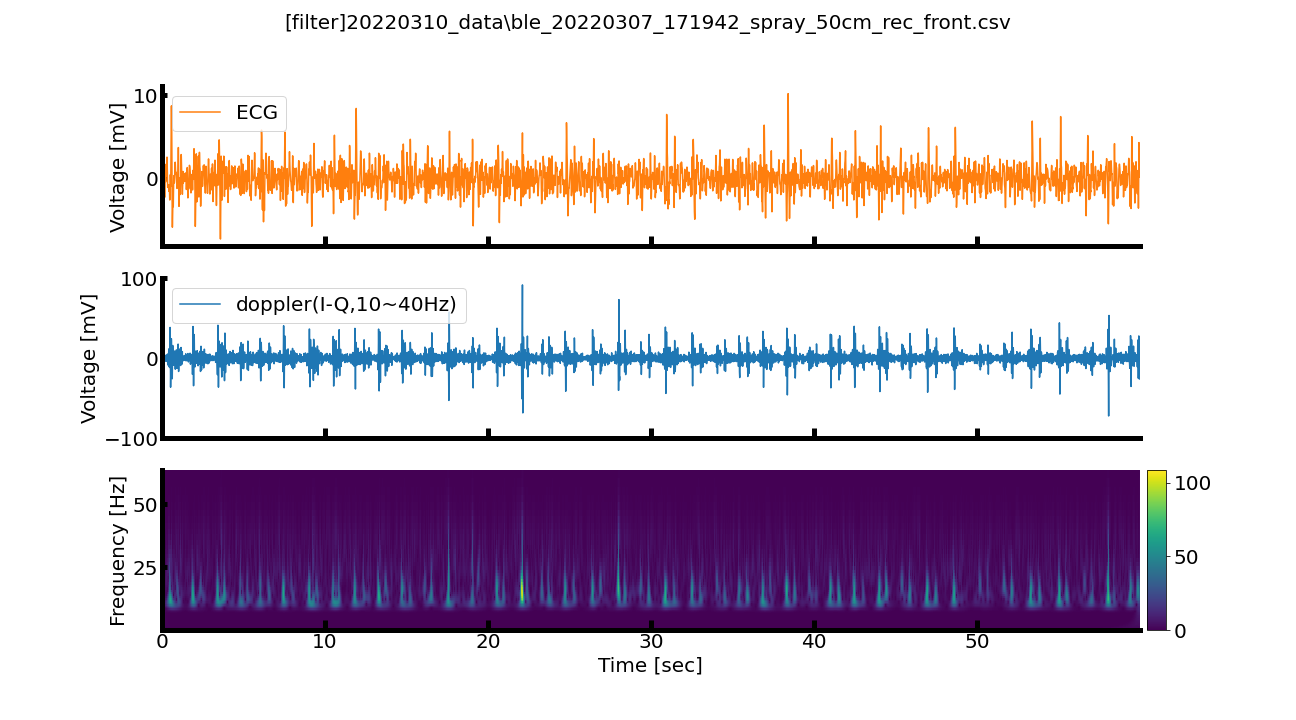 [filter]20220310_data\ble_20220307_171942_spray_50cm_rec_front.csv
10
0
Voltage [mV]
ECG
100
0
−100
Voltage [mV]
doppler(I-Q,10~40Hz)
50
25
Frequency [Hz]
100
50
0
0
10
20
30
40
50
Time [sec]